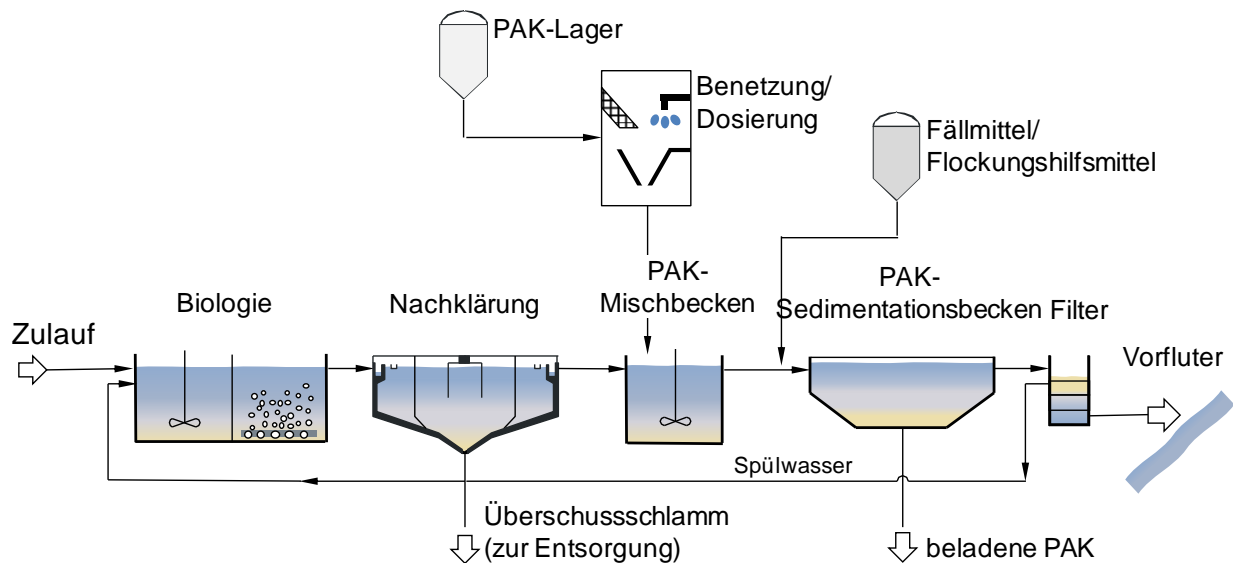 PAK-Lager
Benetzung/
Dosierung
Fällmittel/
Flockungshilfsmittel
PAK-
Mischbecken
PAK-
Sedimentationsbecken
Filter
Biologie
Nachklärung
Zulauf
Vorfluter
Spülwasser
Überschussschlamm
(zur Entsorgung)
beladene PAK